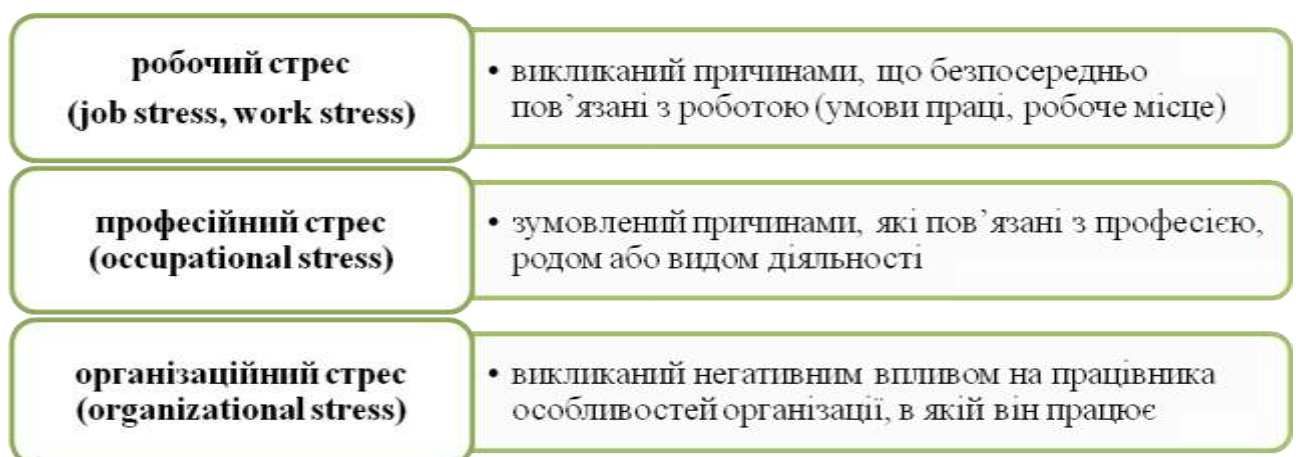 робочий стрес
(job stress, work stress)
• викликаний причинами, що безпосередньо
пов’язані з роботою (умови праці, робоче місце)
професійний стрес
(occupational stress)
• зумовлений причинами, які пов’язані з професією,
родом або видом діяльності
організаційний стрес
(organizational stress)
• викликаний негативним впливом на працівника
особливостей організації, в якій він працює